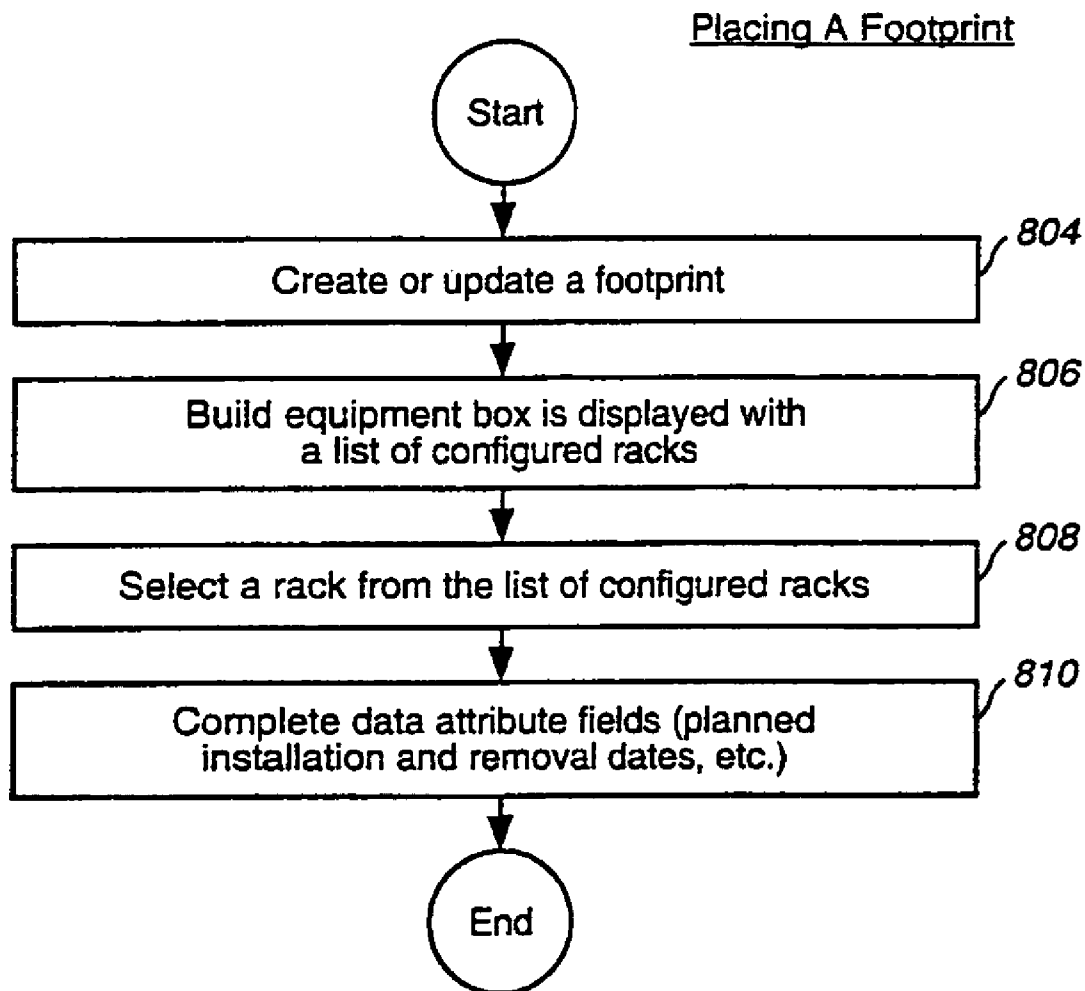 Placing A Footprint
Start
804
Create or update a footprint
806
Build equipment box is displayed with
a list of configured racks
808
Select a rack from the list of configured racks
810
Complete data attribute fields (planned
installation and removal dates, etc.)
End